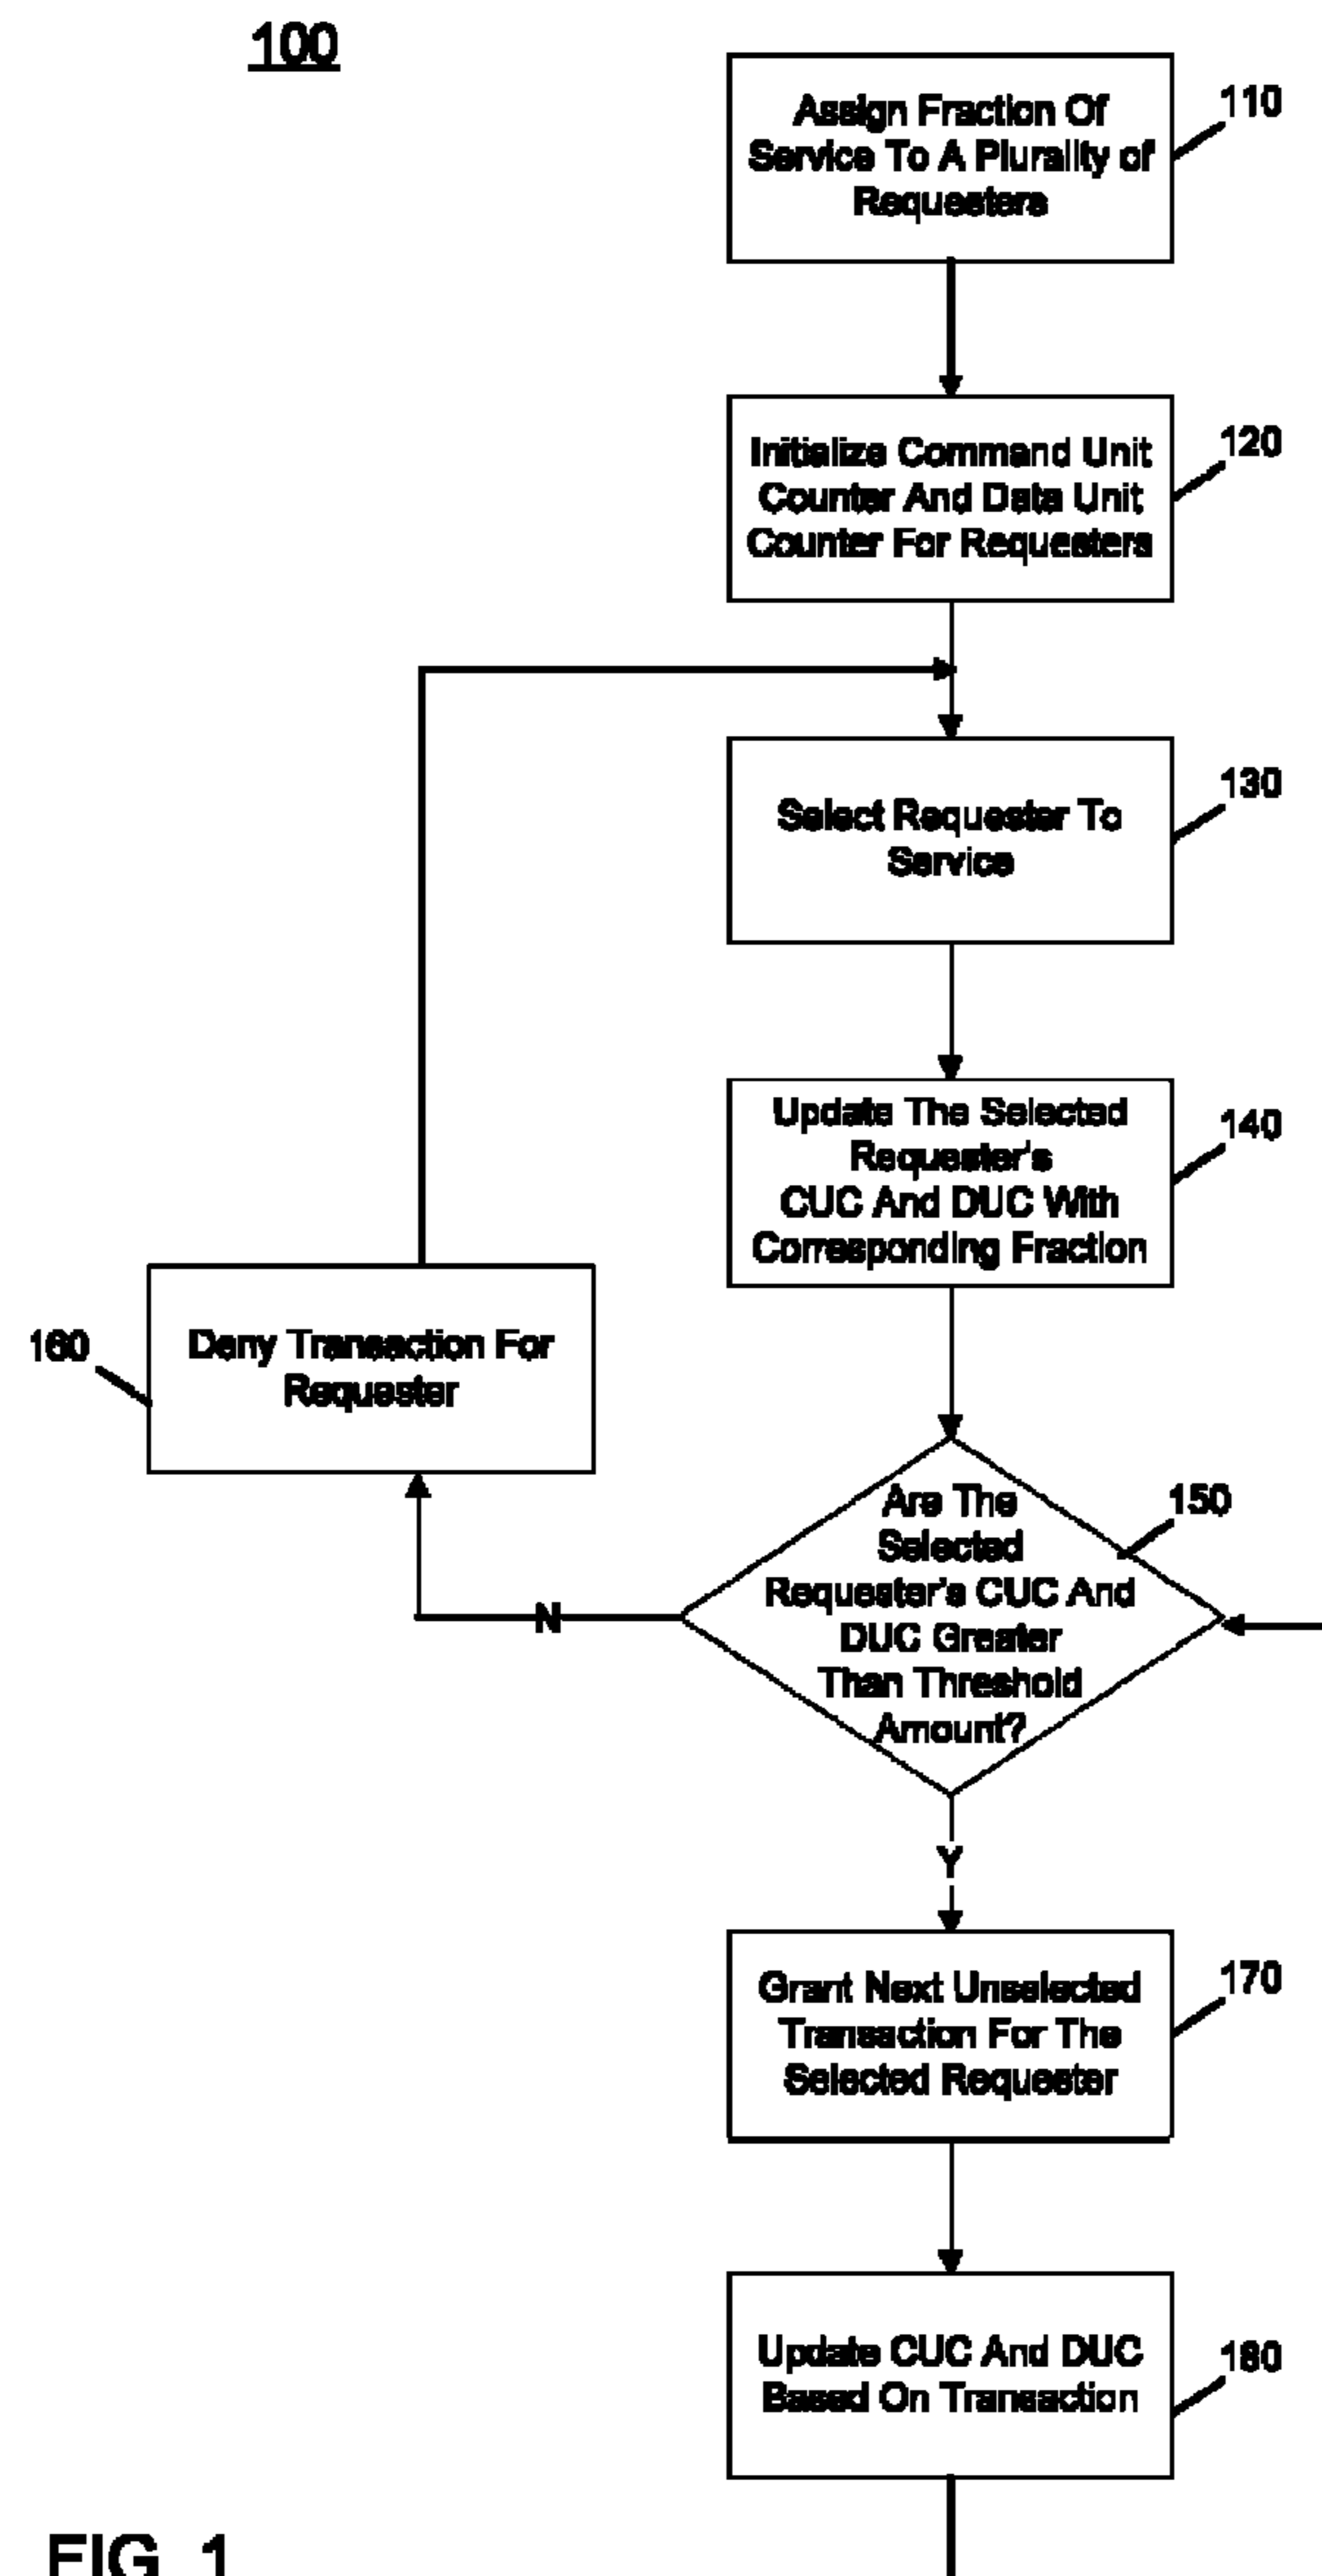 100
Assign Fraction Of
Service To A Plurality of
Requesters
110
Initialize Command Unit
Counter And Data Unit
Counter For Requesters
120
Select Requester To
Service
130
Update The Selected
Requester's
CUC And DUC With
Corresponding Fraction
140
Deny Transaction For
Requester
160
Are The
Selected
Requester's CUC And
DUC Greater
Than Threshold
Amount?
150
N
Y
Grant Next Unselected
Transaction For The
Selected Requester
170
Update CUC And DUC
Based On Transaction
180
FIG. 1